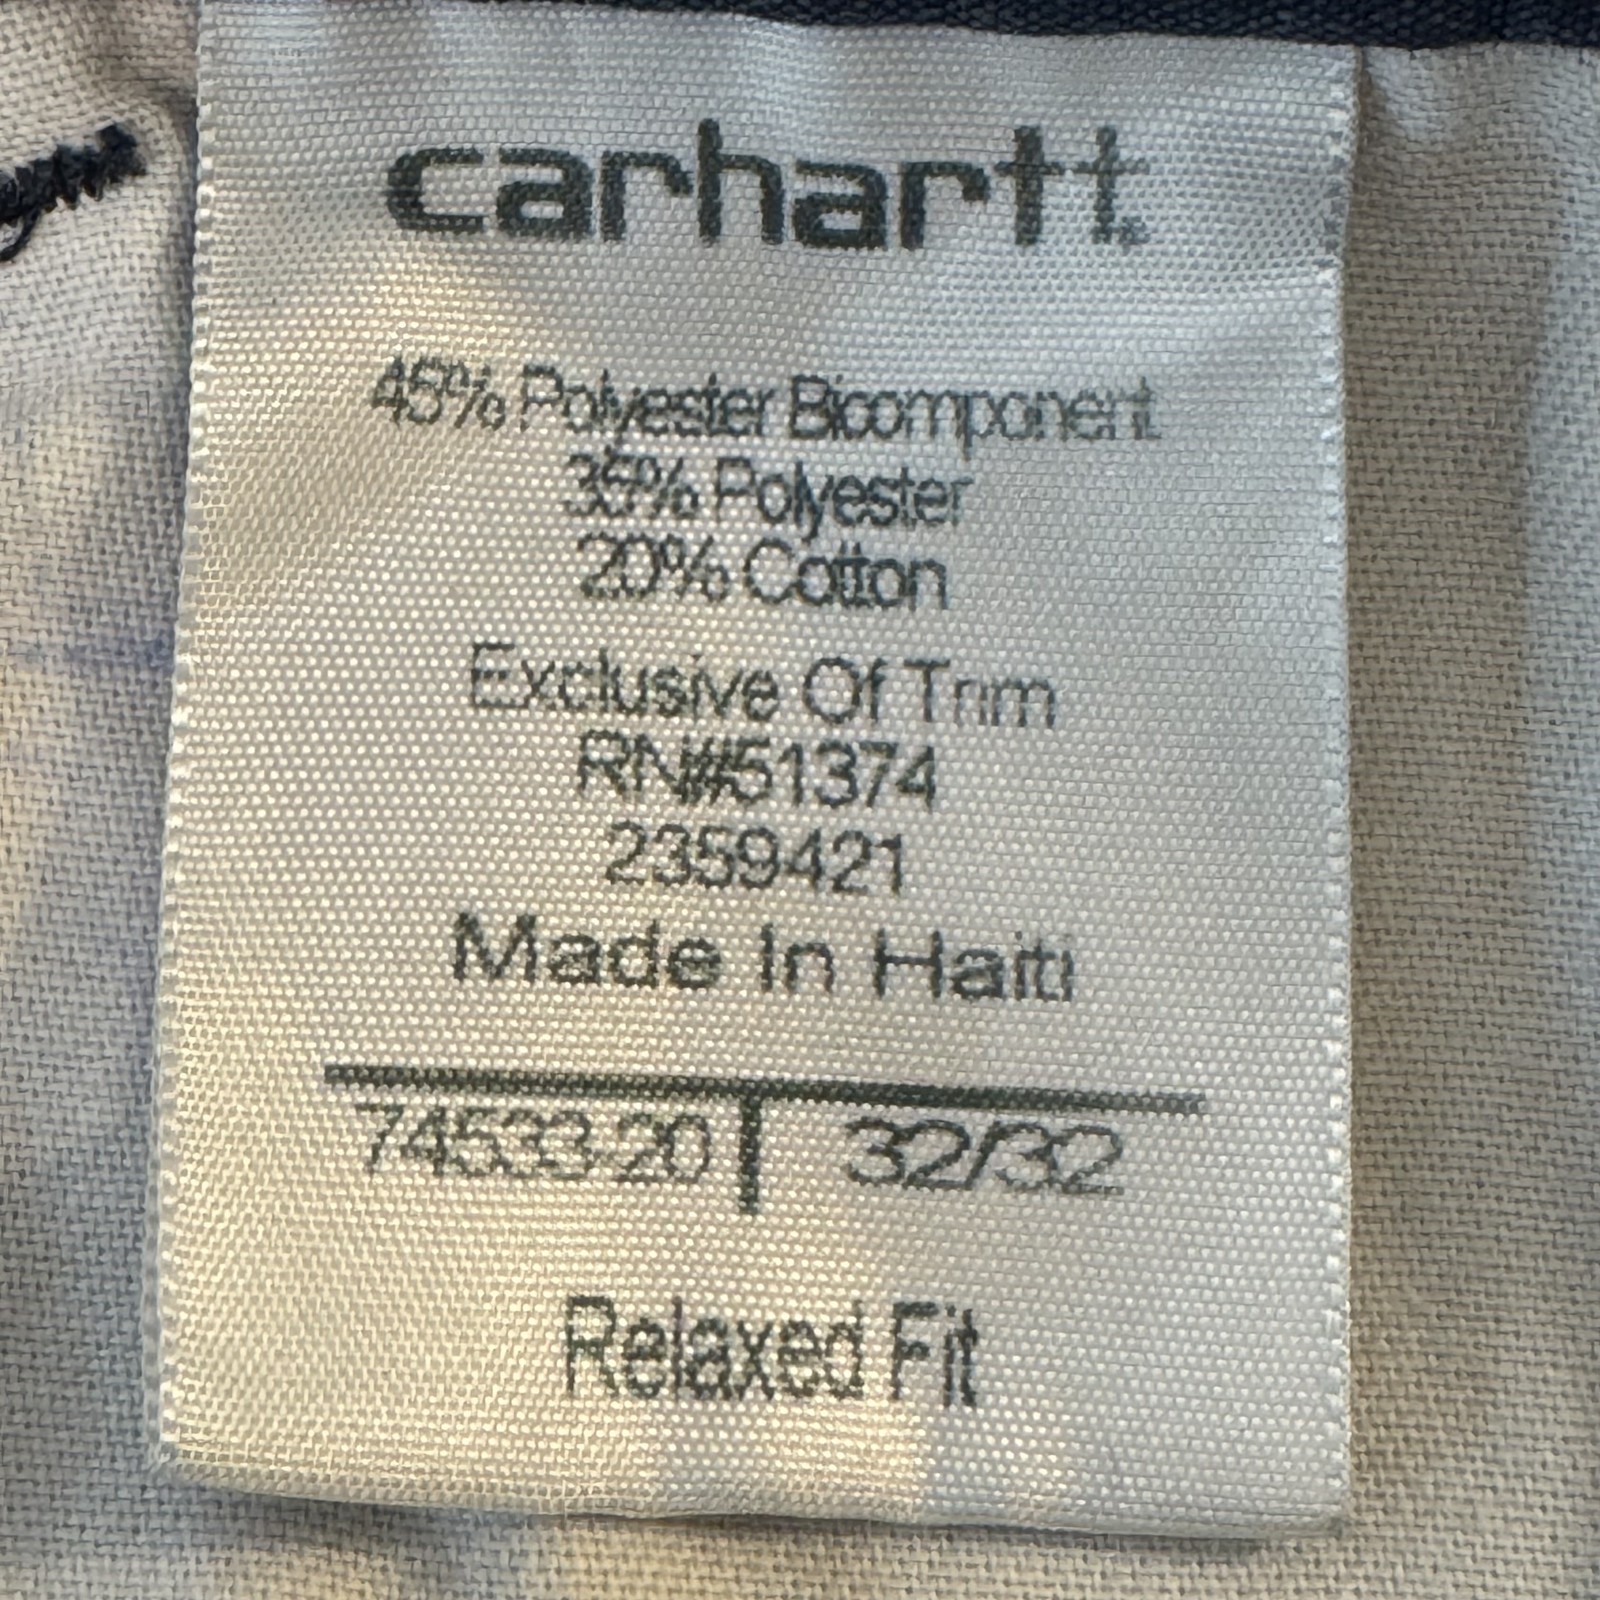 carhartt.
45% Polyester Bicomponent
35% Polyester
20% Cotton
Exclusive Of Trim
RN#51374
2359421
Made In Haiti
74533-20 32/32
Relaxed Fit